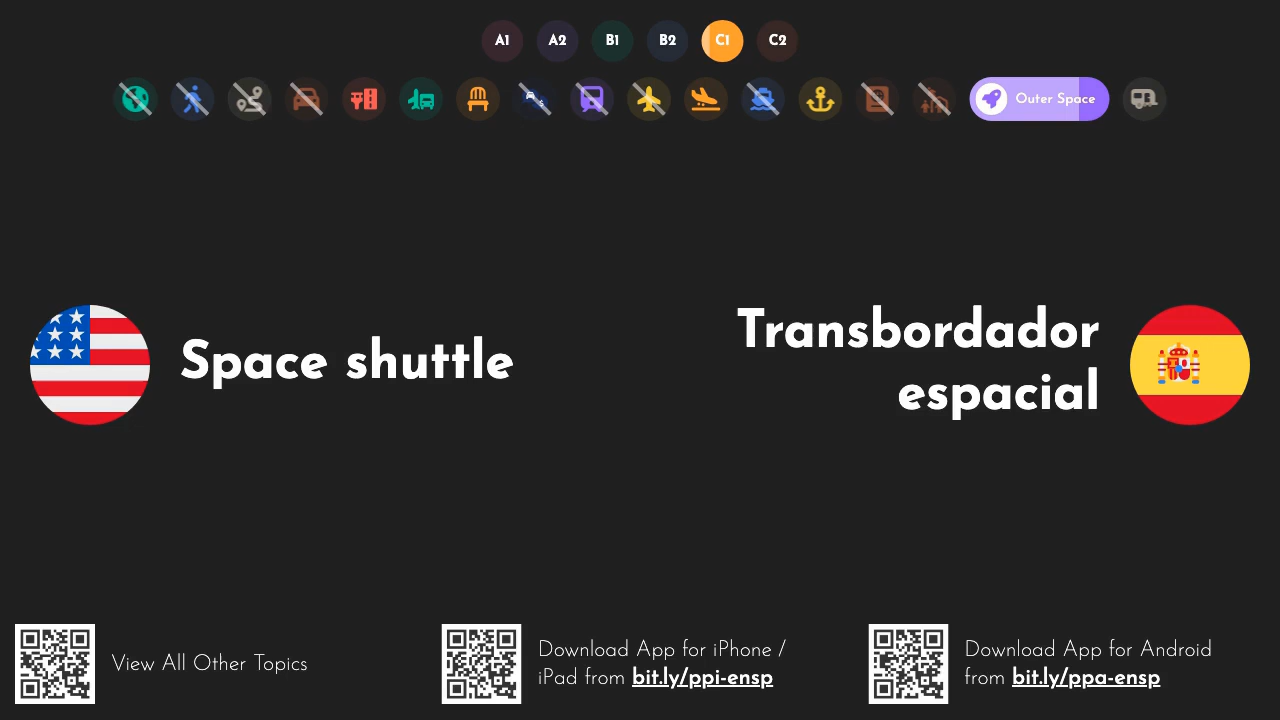 A1 A2 B1 B2 C1 C2
Outer Space
Space shuttle
Transbordador
espacial
View All Other Topics
Download App for iPhone /
iPad from bit.ly/ppi-ensp
Download App for Android
from bit.ly/ppa-ensp